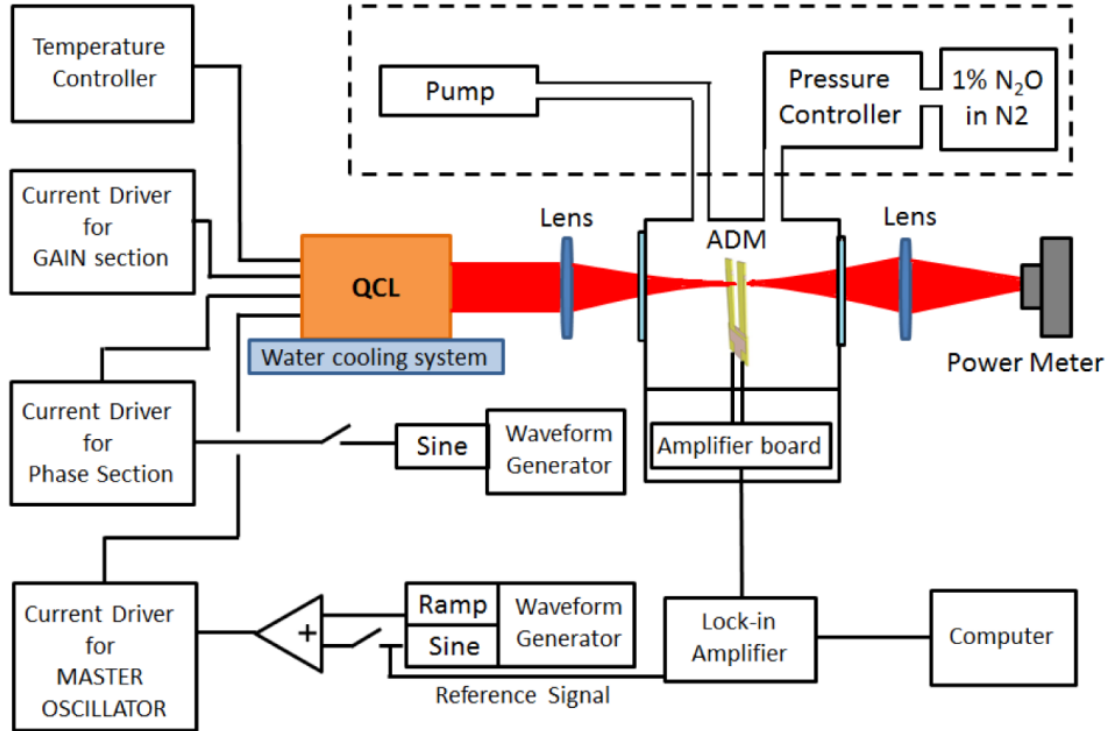 Temperature
Controller
Pump
Pressure
Controller
1% N₂O
in N2
Current Driver
for
GAIN section
Lens
ADM
Lens
QCL
Water cooling system
Power Meter
Current Driver
for
Phase Section
Sine
Waveform
Generator
Amplifier board
Current Driver
for
MASTER
OSCILLATOR
+
Ramp
Sine
Waveform
Generator
Reference Signal
Lock-in
Amplifier
Computer